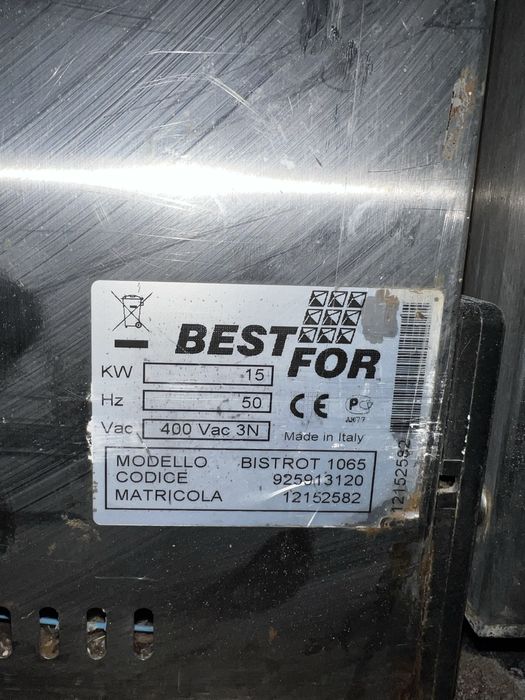 BEST FOR
KW 15
Hz 50
Vac 400 Vac 3N
CE
Made in Italy
MODELLO BISTROT 1065
CODICE 925913120
MATRICOLA 12152582
12152582